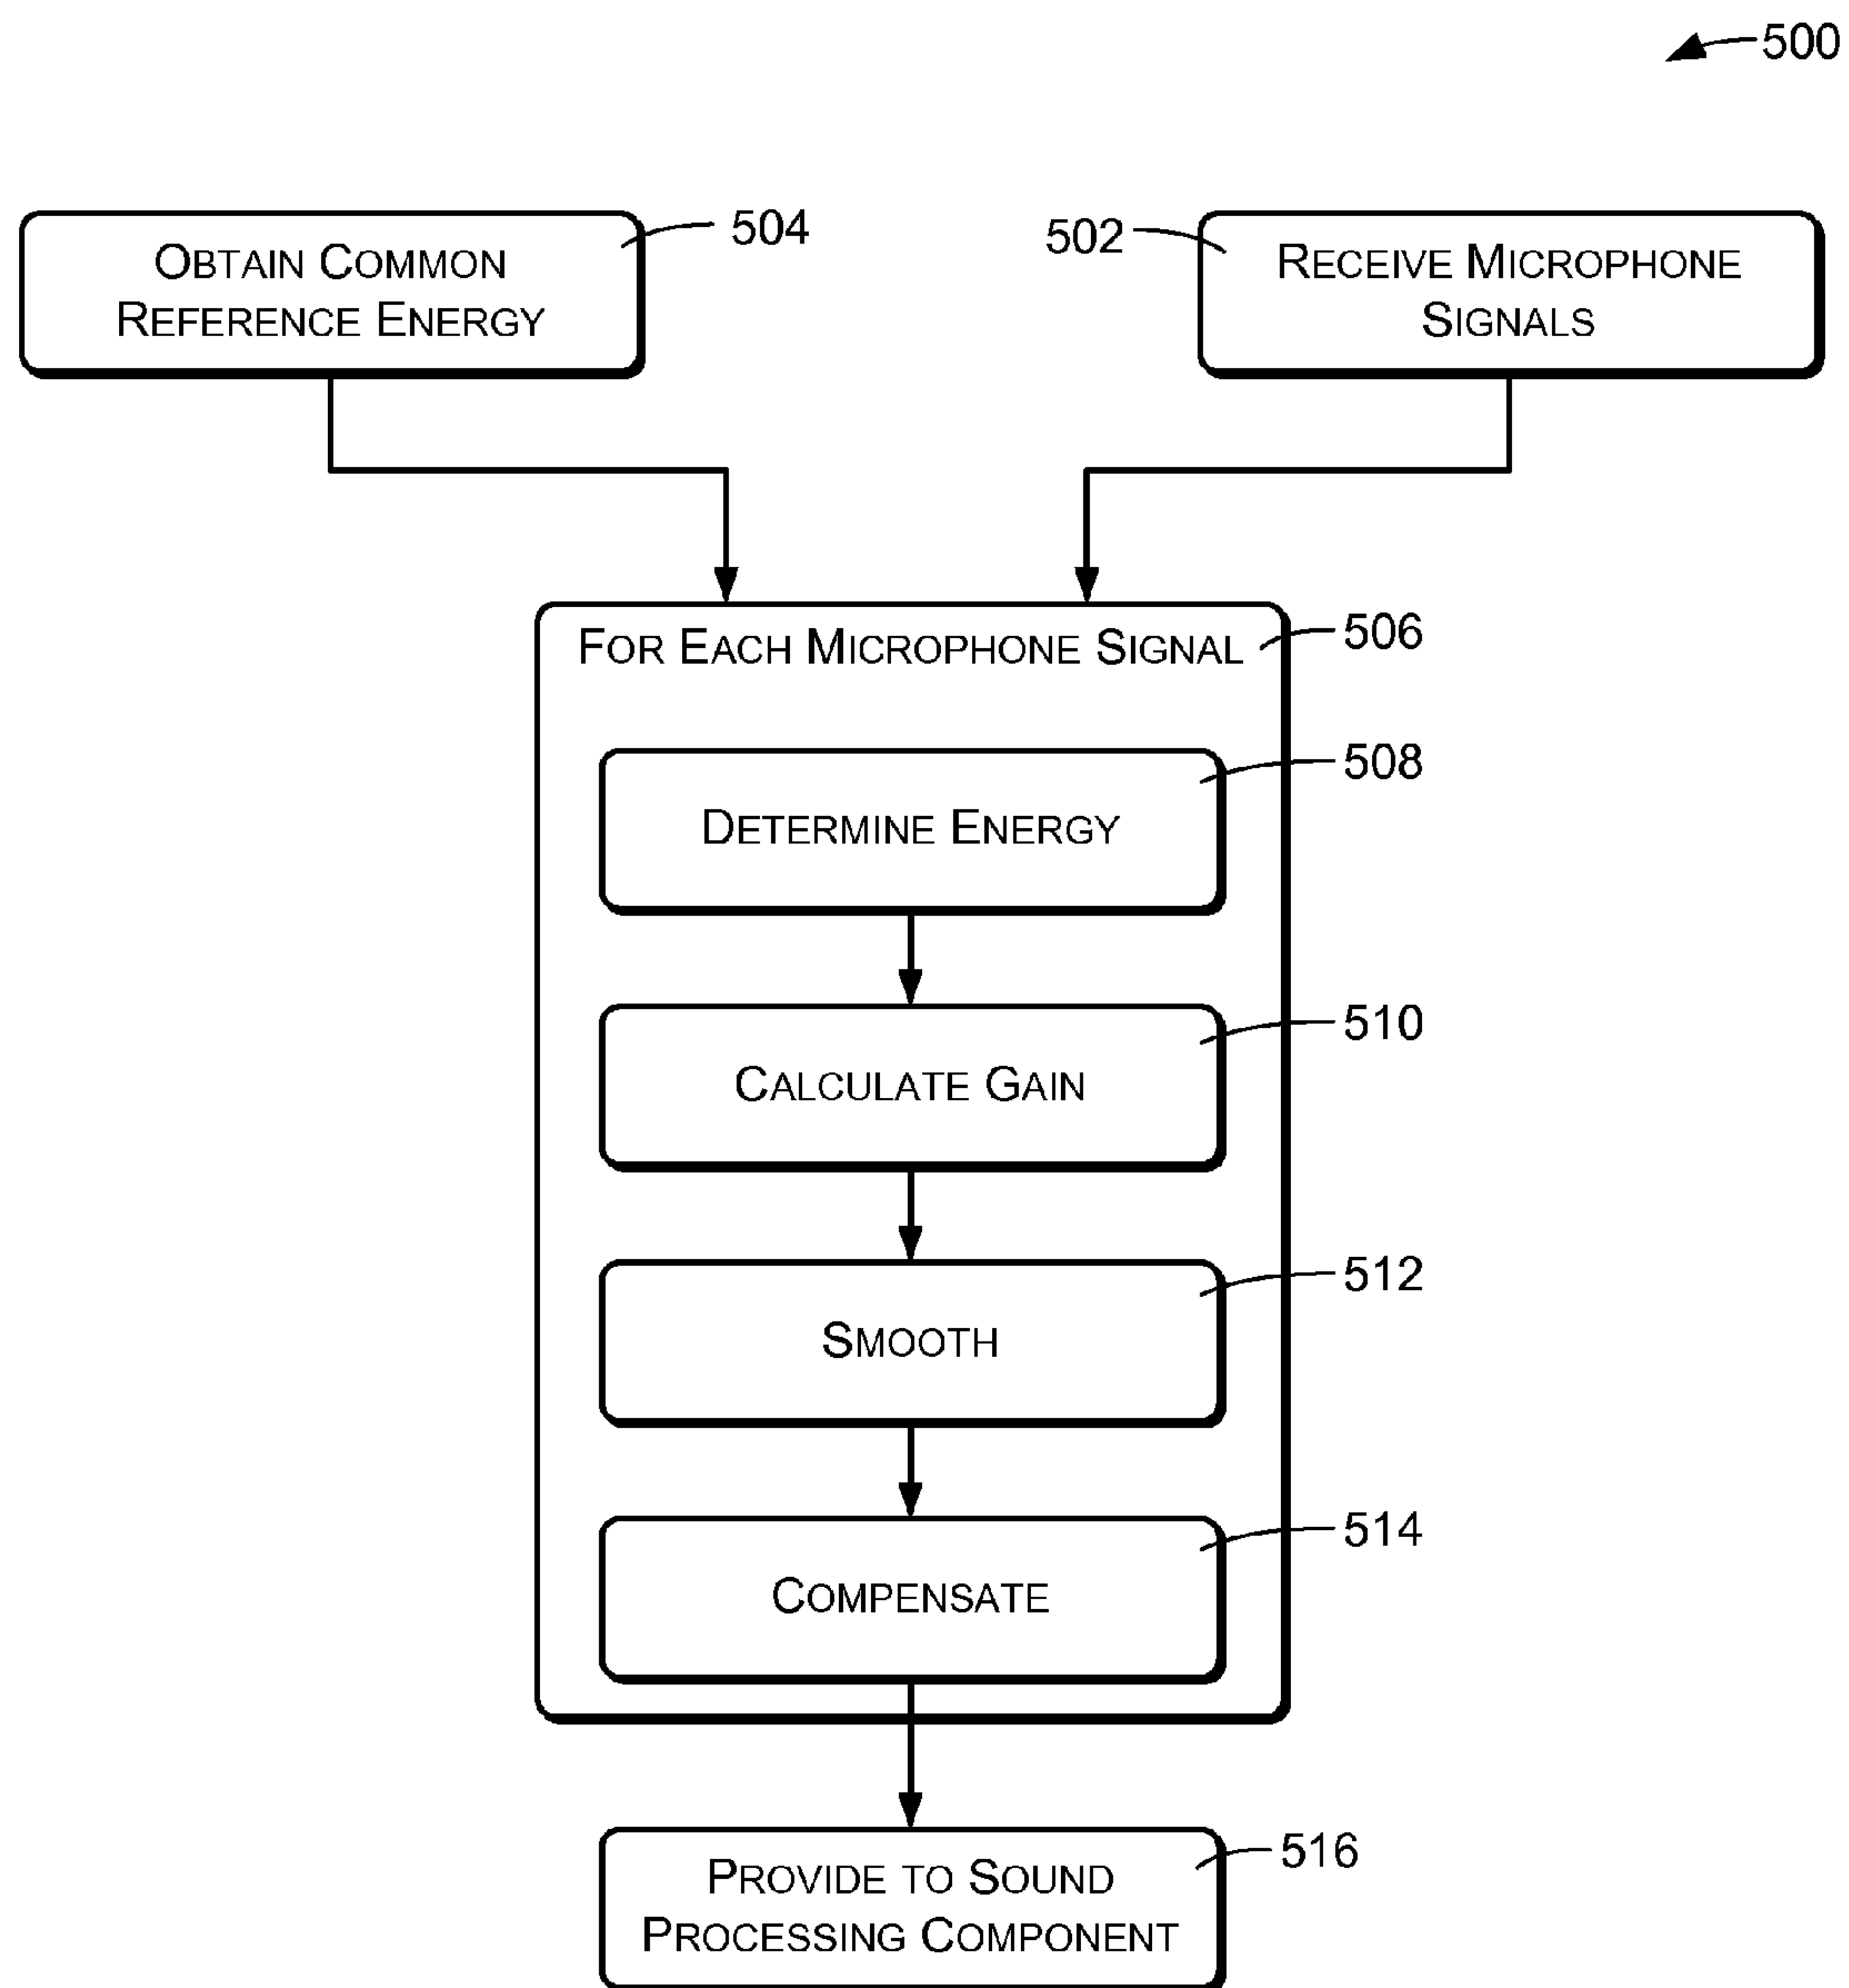 500
OBTAIN COMMON
REFERENCE ENERGY
504
502
RECEIVE MICROPHONE
SIGNALS
FOR EACH MICROPHONE SIGNAL
506
508
DETERMINE ENERGY
510
CALCULATE GAIN
512
SMOOTH
514
COMPENSATE
516
PROVIDE TO SOUND
PROCESSING COMPONENT